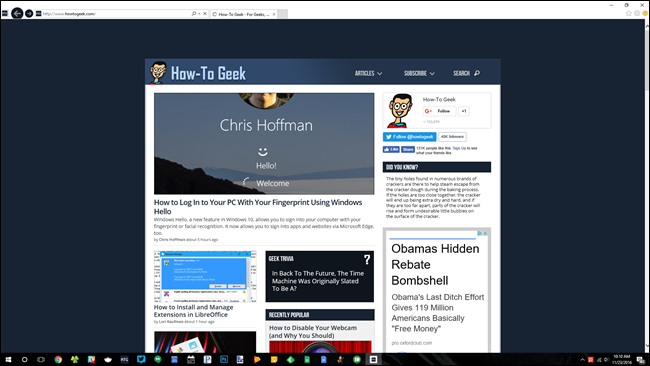 http://www.howtogeek.com/
How-To Geek - For Geeks, ...
How-To Geek
ARTICLES
SUBSCRIBE
SEARCH
Chris Hoffman
Hello!
Welcome
How to Log In to Your PC With Your Fingerprint Using Windows
Hello
Windows Hello, a new feature in Windows 10, allows you to sign into your computer with your
fingerprint or facial recognition. It now allows you to sign into apps and websites via Microsoft Edge,
too.
by Chris Hoffman about 5 hours ago
How to Install and Manage
Extensions in LibreOffice
by Lori Kaufman about 1 hour ago
GEEK TRIVIA
?
In Back To The Future, The Time
Machine Was Originally Slated
To Be A?
RECENTLY POPULAR
How to Disable Your Webcam
(and Why You Should)
How-To Geek
G+ Follow
+1
Follow @howtogeek
40K followers
Like
Share
131K people like this. Sign Up to see
what your friends like.
DID YOU KNOW?
The tiny holes found in numerous brands of
crackers are there to help steam escape from
the cracker dough during the baking process.
If the holes are too close together, the cracker
will end up being extra dry and hard, and if
they are too far apart, parts of the cracker will
rise and form undesirable little bubbles on
the surface of the cracker.
Obamas Hidden
Rebate
Bombshell
Obama's Last Ditch Effort
Gives 119 Million
Americans Basically
"Free Money"
pro.oxfordclub.com
10:10 AM
11/23/2016